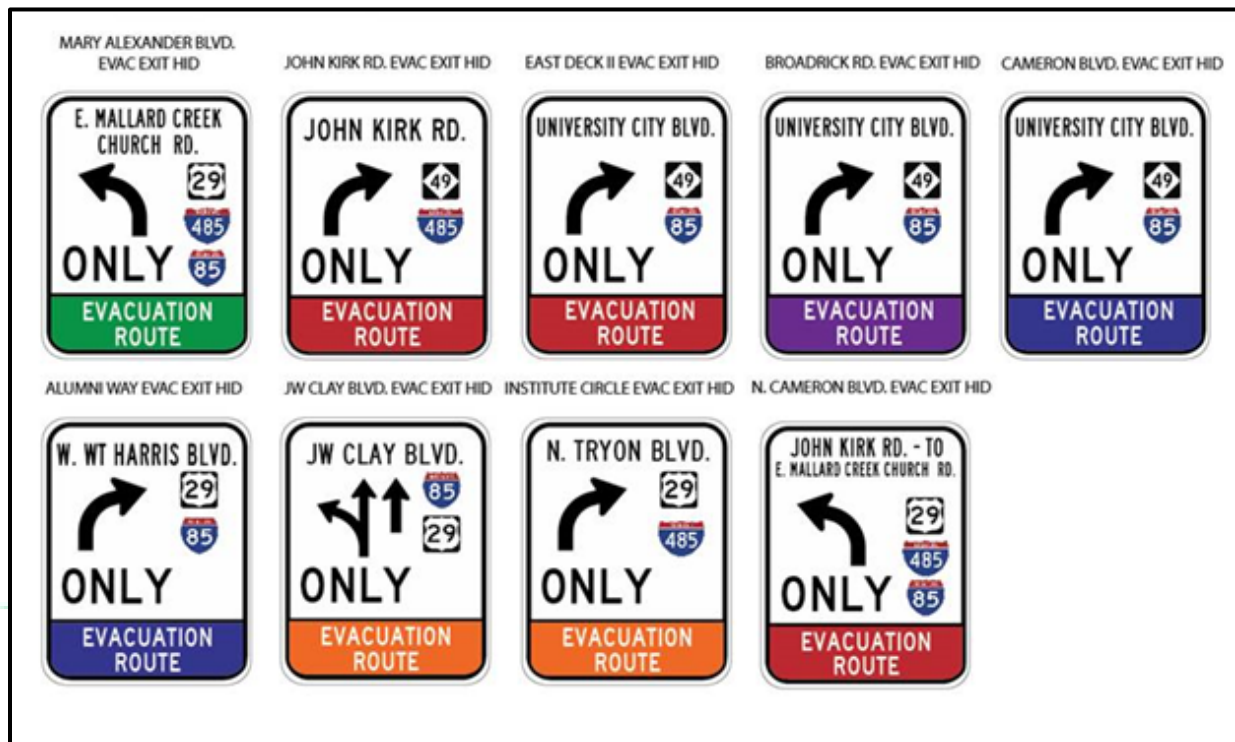 MARY ALEXANDER BLVD.
EVAC EXIT HID
E. MALLARD CREEK
CHURCH RD.
29
485
ONLY
85
EVACUATION
ROUTE
JOHN KIRK RD. EVAC EXIT HID
JOHN KIRK RD.
49
485
ONLY
EVACUATION
ROUTE
EAST DECK II EVAC EXIT HID
UNIVERSITY CITY BLVD.
49
85
ONLY
EVACUATION
ROUTE
BROADRICK RD. EVAC EXIT HID
UNIVERSITY CITY BLVD.
49
85
ONLY
EVACUATION
ROUTE
CAMERON BLVD. EVAC EXIT HID
UNIVERSITY CITY BLVD.
49
85
ONLY
EVACUATION
ROUTE
ALUMNI WAY EVAC EXIT HID
W. WT HARRIS BLVD.
29
85
ONLY
EVACUATION
ROUTE
JW CLAY BLVD. EVAC EXIT HID
JW CLAY BLVD.
85
29
ONLY
EVACUATION
ROUTE
INSTITUTE CIRCLE EVAC EXIT HID
N. TRYON BLVD.
29
485
ONLY
EVACUATION
ROUTE
N. CAMERON BLVD. EVAC EXIT HID
JOHN KIRK RD. - TO
E. MALLARD CREEK CHURCH RD.
29
485
ONLY
85
EVACUATION
ROUTE